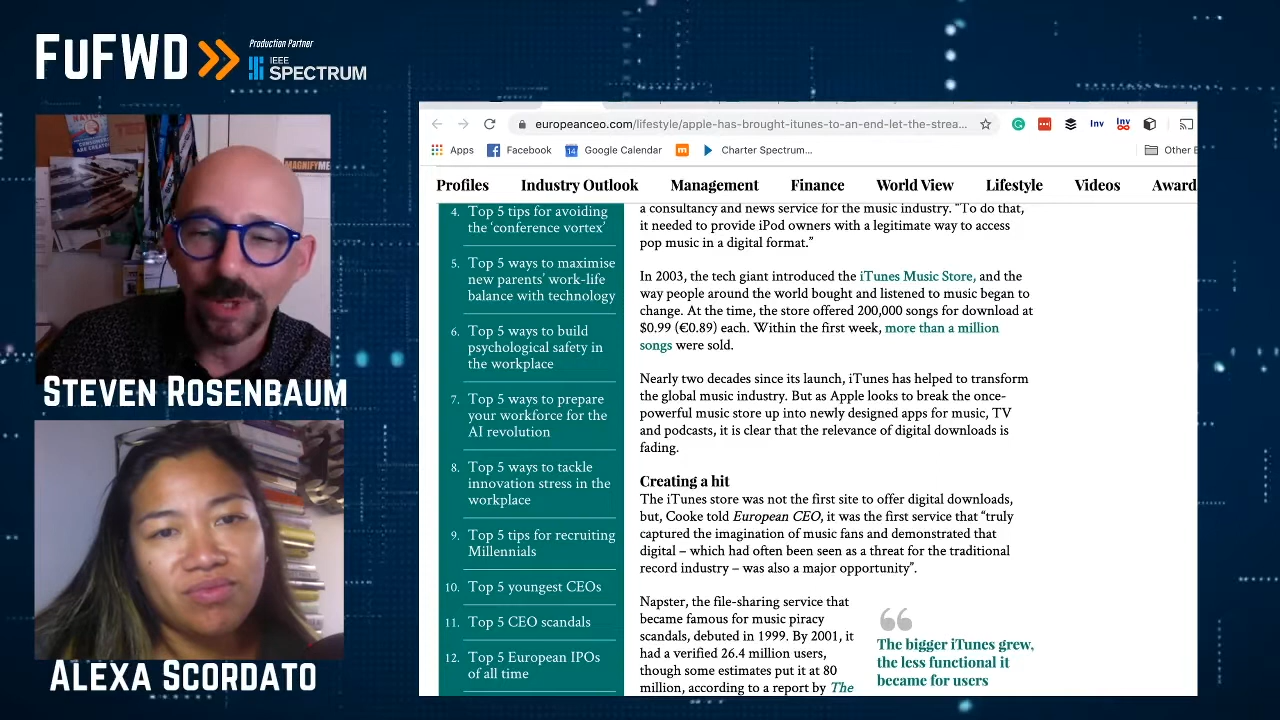 FuFWD
Production Partner
IEEE
SPECTRUM
MAGNIFYME
STEVEN ROSENBAUM
ALEXA SCORDATO
europeanceo.com/lifestyle/apple-has-brought-itunes-to-an-end-let-the-strea...
Inv
Inv
Apps
Facebook
14
Google Calendar
m
Charter Spectrum...
Other
Profiles
Industry Outlook
Management
Finance
World View
Lifestyle
Videos
Award
4. Top 5 tips for avoiding
the ‘conference vortex’
5. Top 5 ways to maximise
new parents’ work-life
balance with technology
6. Top 5 ways to build
psychological safety in
the workplace
7. Top 5 ways to prepare
your workforce for the
AI revolution
8. Top 5 ways to tackle
innovation stress in the
workplace
9. Top 5 tips for recruiting
Millennials
10. Top 5 youngest CEOs
11. Top 5 CEO scandals
12. Top 5 European IPOs
of all time
a consultancy and news service for the music industry. “To do that,
it needed to provide iPod owners with a legitimate way to access
pop music in a digital format.”
In 2003, the tech giant introduced the iTunes Music Store, and the
way people around the world bought and listened to music began to
change. At the time, the store offered 200,000 songs for download at
$0.99 (€0.89) each. Within the first week, more than a million
songs were sold.
Nearly two decades since its launch, iTunes has helped to transform
the global music industry. But as Apple looks to break the once-
powerful music store up into newly designed apps for music, TV
and podcasts, it is clear that the relevance of digital downloads is
fading.
Creating a hit
The iTunes store was not the first site to offer digital downloads,
but, Cooke told European CEO, it was the first service that “truly
captured the imagination of music fans and demonstrated that
digital – which had often been seen as a threat for the traditional
record industry – was also a major opportunity”.
Napster, the file-sharing service that
became famous for music piracy
scandals, debuted in 1999. By 2001, it
had a verified 26.4 million users,
though some estimates put it at 80
million, according to a report by The
“
The bigger iTunes grew,
the less functional it
became for users